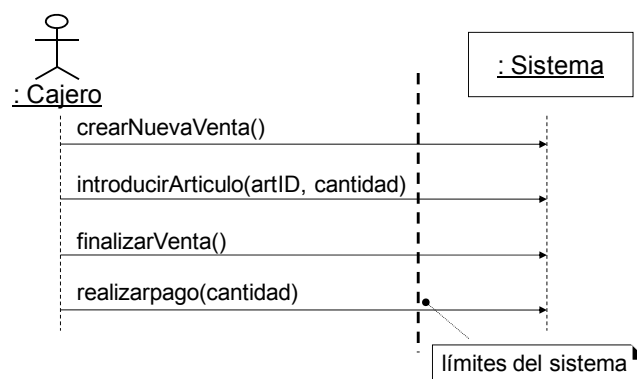 : Sistema
: Cajero
crearNuevaVenta()
introducirArticulo(artID, cantidad)
finalizarVenta()
realizarpago(cantidad)
límites del sistema